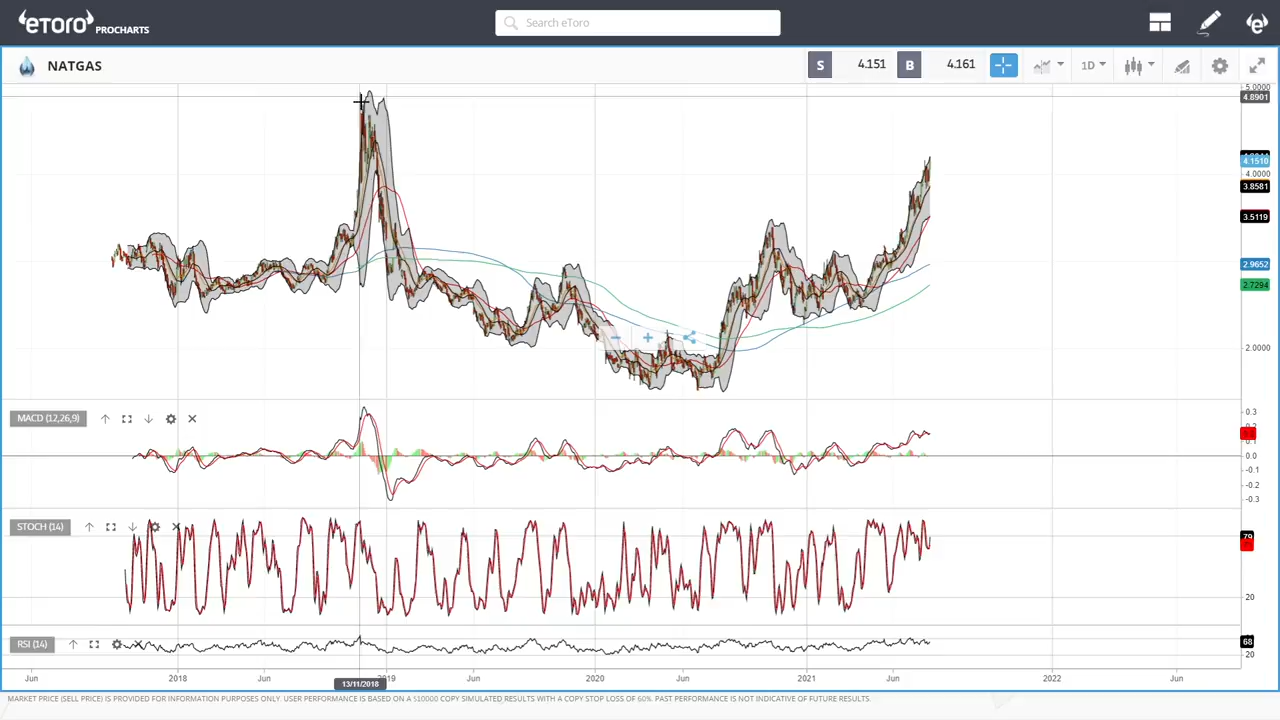 eToro PROCHARTS
Search eToro
NATGAS
S 4.151 B 4.161
1D
5.0000
4.8901
4.1510
4.0000
3.8581
3.5119
2.9652
2.7294
2.0000
MACD (12,26,9)
0.3
0.2
0.1
0.0
-0.1
-0.2
-0.3
STOCH (14)
79
20
RSI (14)
68
20
Jun 2018 Jun 2019 Jun 2020 Jun 2021 Jun 2022 Jun
13/11/2018
MARKET PRICE (SELL PRICE) IS PROVIDED FOR INFORMATION PURPOSES ONLY. USER PERFORMANCE IS BASED ON A $10000 COPY SIMULATED RESULTS WITH A COPY STOP LOSS OF 60%. PAST PERFORMANCE IS NOT INDICATIVE OF FUTURE RESULTS.